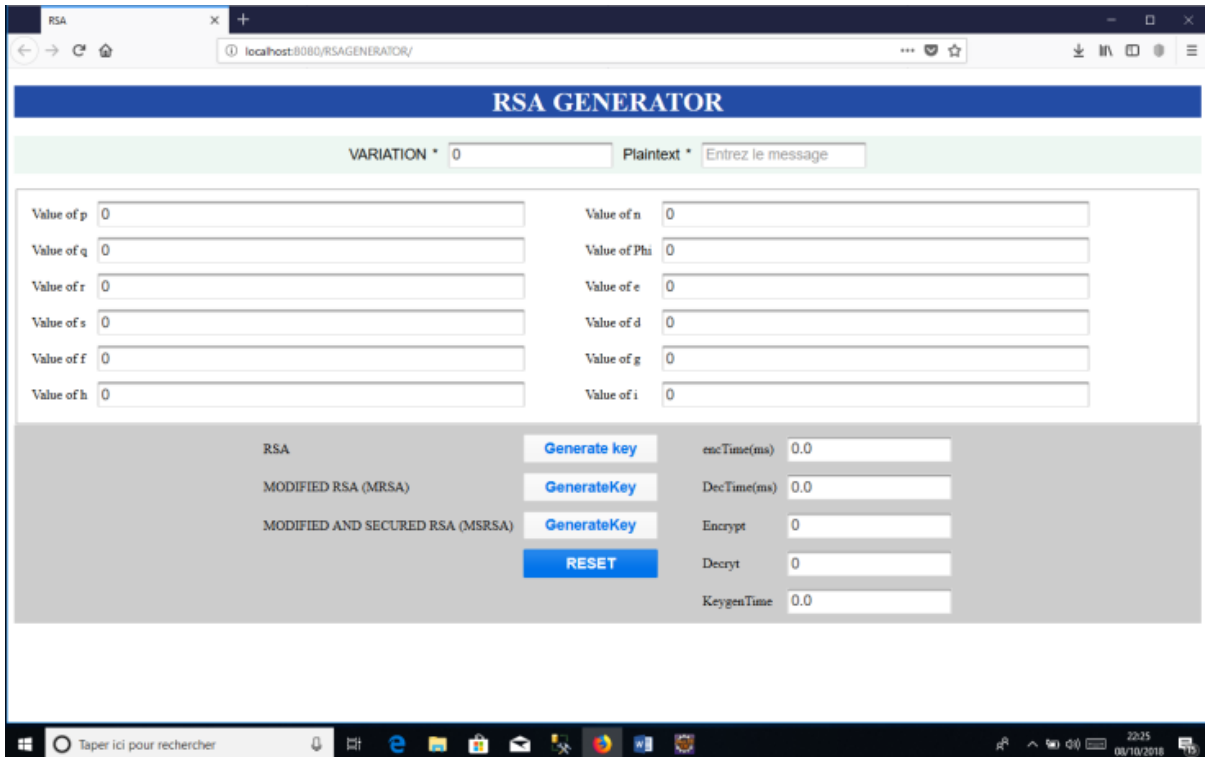 RSA
localhost:8080/RSAGENERATOR/
RSA GENERATOR
VARIATION * 0 Plaintext * Entrez le message
Value of p 0 Value of n 0
Value of q 0 Value of Phi 0
Value of r 0 Value of e 0
Value of s 0 Value of d 0
Value of f 0 Value of g 0
Value of h 0 Value of i 0
RSA Generate key encTime(ms) 0.0
MODIFIED RSA (MRSA) GenerateKey DecTime(ms) 0.0
MODIFIED AND SECURED RSA (MSRSA) GenerateKey Encrypt 0
RESET Decryt 0
KeygenTime 0.0
Taper ici pour rechercher
22:25
08/10/2018